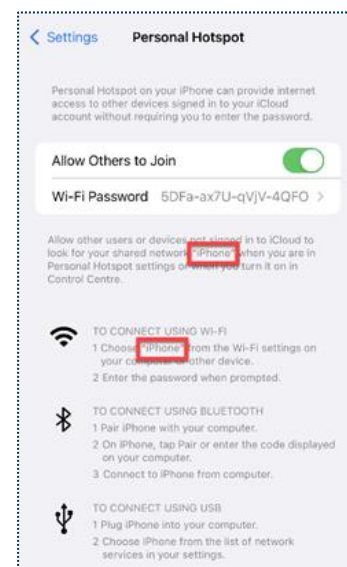 Settings Personal Hotspot
Personal Hotspot on your iPhone can provide internet
access to other devices signed in to your iCloud
account without requiring you to enter the password.
Allow Others to Join
Wi-Fi Password 5DFa-ax7U-qVjV-4QFO
Allow other users or devices not signed in to iCloud to
look for your shared network "iPhone" when you are in
Personal Hotspot settings or when you turn it on in
Control Centre.
TO CONNECT USING WI-FI
1 Choose "iPhone" from the Wi-Fi settings on
your computer or other device.
2 Enter the password when prompted.
TO CONNECT USING BLUETOOTH
1 Pair iPhone with your computer.
2 On iPhone, tap Pair or enter the code displayed
on your computer.
3 Connect to iPhone from computer.
TO CONNECT USING USB
1 Plug iPhone into your computer.
2 Choose iPhone from the list of network
services in your settings.